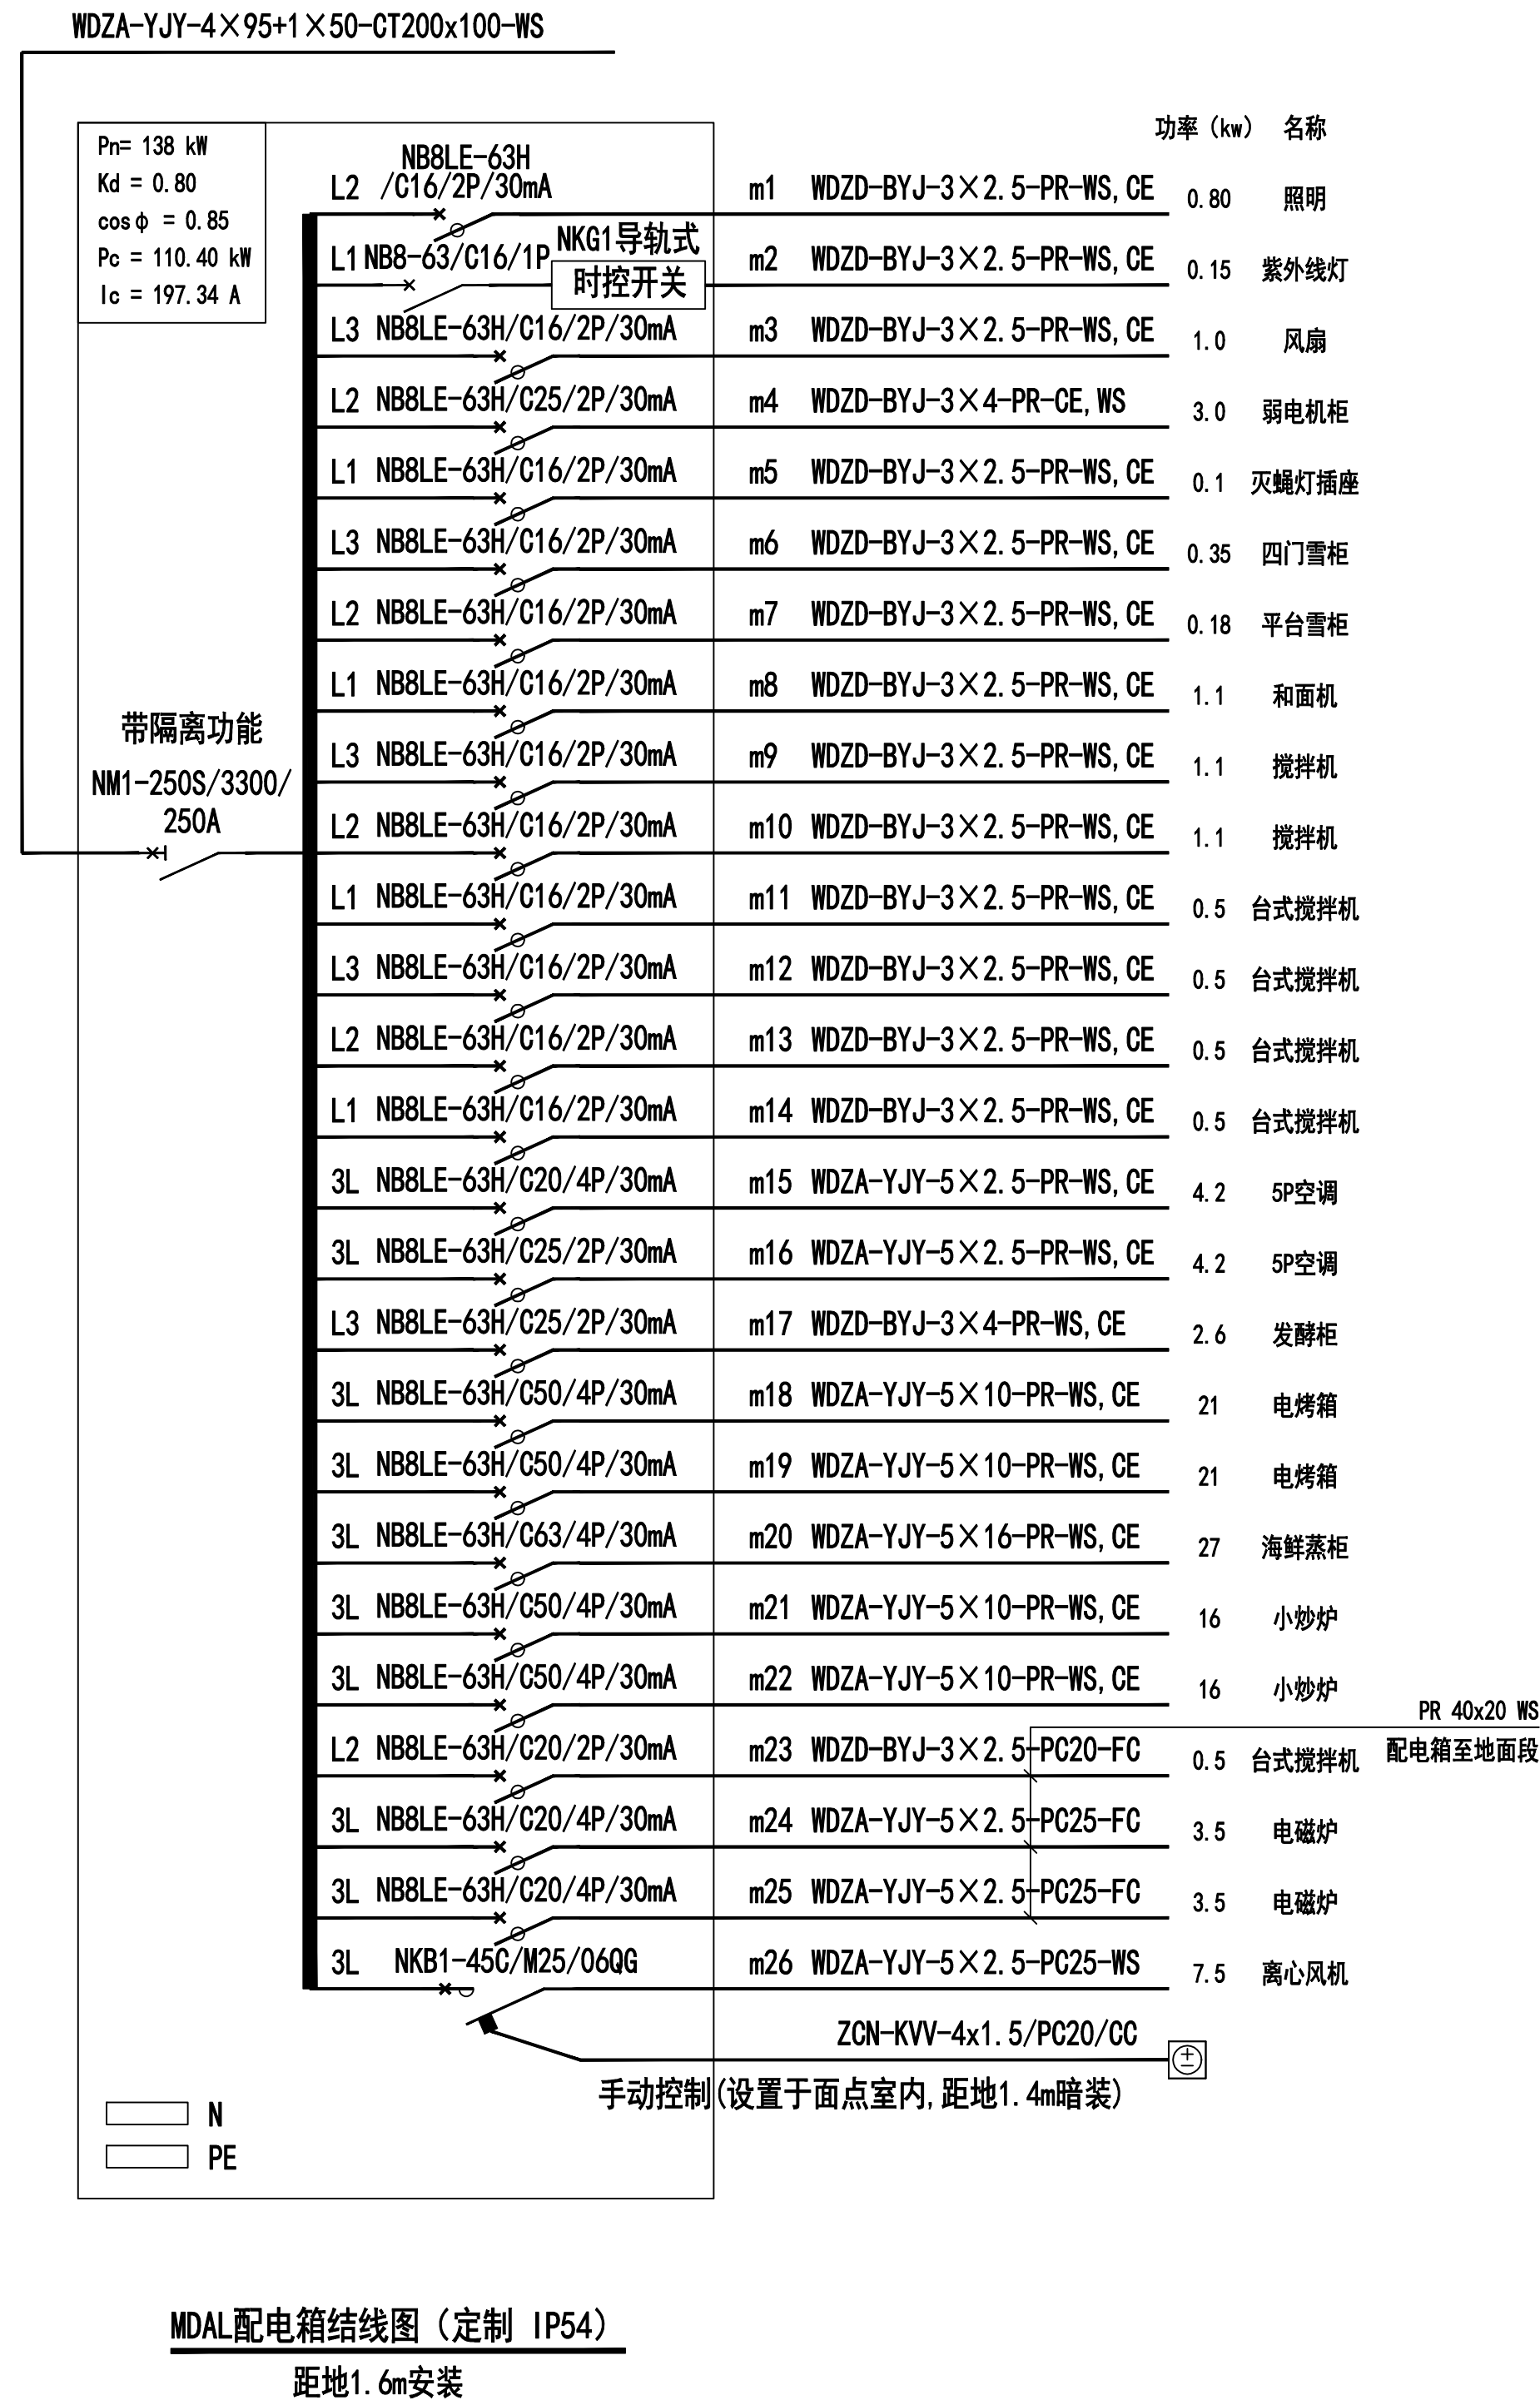 WDZA-YJY-4×95+1×50-CT200x100-WS
功率（kw） 名称
Pn= 138 kW
Kd = 0.80
cosφ = 0.85
Pc = 110.40 kW
Ic = 197.34 A
NB8LE-63H
L2 /C16/2P/30mA m1 WDZD-BYJ-3×2.5-PR-WS,CE 0.80 照明
NKG1导轨式
L1 NB8-63/C16/1P 时控开关 m2 WDZD-BYJ-3×2.5-PR-WS,CE 0.15 紫外线灯
L3 NB8LE-63H/C16/2P/30mA m3 WDZD-BYJ-3×2.5-PR-WS,CE 1.0 风扇
L2 NB8LE-63H/C25/2P/30mA m4 WDZD-BYJ-3×4-PR-CE,WS 3.0 弱电机柜
L1 NB8LE-63H/C16/2P/30mA m5 WDZD-BYJ-3×2.5-PR-WS,CE 0.1 灭蝇灯插座
L3 NB8LE-63H/C16/2P/30mA m6 WDZD-BYJ-3×2.5-PR-WS,CE 0.35 四门雪柜
L2 NB8LE-63H/C16/2P/30mA m7 WDZD-BYJ-3×2.5-PR-WS,CE 0.18 平台雪柜
L1 NB8LE-63H/C16/2P/30mA m8 WDZD-BYJ-3×2.5-PR-WS,CE 1.1 和面机
带隔离功能
NM1-250S/3300/
250A
L3 NB8LE-63H/C16/2P/30mA m9 WDZD-BYJ-3×2.5-PR-WS,CE 1.1 搅拌机
L2 NB8LE-63H/C16/2P/30mA m10 WDZD-BYJ-3×2.5-PR-WS,CE 1.1 搅拌机
L1 NB8LE-63H/C16/2P/30mA m11 WDZD-BYJ-3×2.5-PR-WS,CE 0.5 台式搅拌机
L3 NB8LE-63H/C16/2P/30mA m12 WDZD-BYJ-3×2.5-PR-WS,CE 0.5 台式搅拌机
L2 NB8LE-63H/C16/2P/30mA m13 WDZD-BYJ-3×2.5-PR-WS,CE 0.5 台式搅拌机
L1 NB8LE-63H/C16/2P/30mA m14 WDZD-BYJ-3×2.5-PR-WS,CE 0.5 台式搅拌机
3L NB8LE-63H/C20/4P/30mA m15 WDZA-YJY-5×2.5-PR-WS,CE 4.2 5P空调
3L NB8LE-63H/C25/2P/30mA m16 WDZA-YJY-5×2.5-PR-WS,CE 4.2 5P空调
L3 NB8LE-63H/C25/2P/30mA m17 WDZD-BYJ-3×4-PR-WS,CE 2.6 发酵柜
3L NB8LE-63H/C50/4P/30mA m18 WDZA-YJY-5×10-PR-WS,CE 21 电烤箱
3L NB8LE-63H/C50/4P/30mA m19 WDZA-YJY-5×10-PR-WS,CE 21 电烤箱
3L NB8LE-63H/C63/4P/30mA m20 WDZA-YJY-5×16-PR-WS,CE 27 海鲜蒸柜
3L NB8LE-63H/C50/4P/30mA m21 WDZA-YJY-5×10-PR-WS,CE 16 小炒炉
3L NB8LE-63H/C50/4P/30mA m22 WDZA-YJY-5×10-PR-WS,CE 16 小炒炉
PR 40x20 WS
配电箱至地面段
L2 NB8LE-63H/C20/2P/30mA m23 WDZD-BYJ-3×2.5-PC20-FC 0.5 台式搅拌机
3L NB8LE-63H/C20/4P/30mA m24 WDZA-YJY-5×2.5-PC25-FC 3.5 电磁炉
3L NB8LE-63H/C20/4P/30mA m25 WDZA-YJY-5×2.5-PC25-FC 3.5 电磁炉
3L NKB1-45C/M25/06QG m26 WDZA-YJY-5×2.5-PC25-WS 7.5 离心风机
ZCN-KVV-4x1.5/PC20/CC
手动控制(设置于面点室内,距地1.4m暗装)
N
PE
MDAL配电箱结线图（定制 IP54）
距地1.6m安装